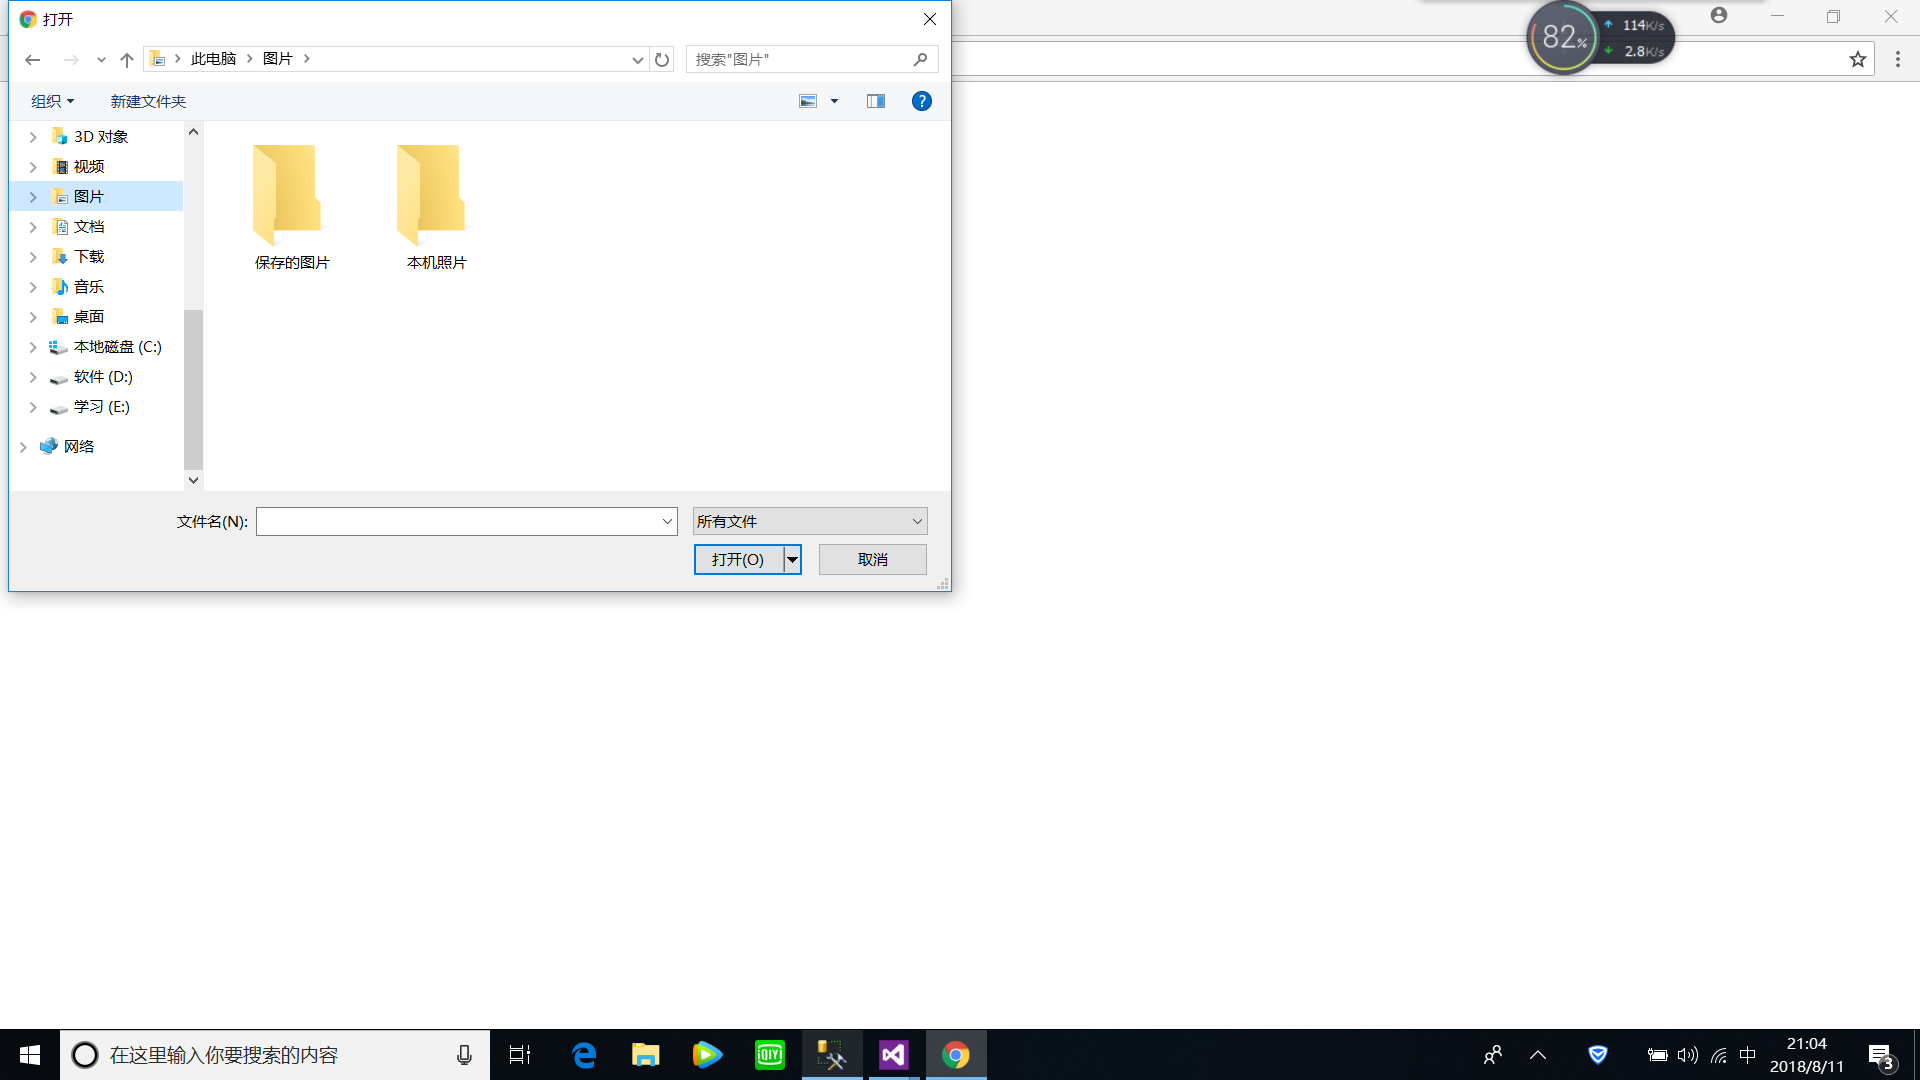 打开
82%
114K/s
2.8K/s
此电脑 图片
搜索"图片"
组织 新建文件夹
?
3D 对象
视频
图片
文档
下载
音乐
桌面
本地磁盘 (C:)
软件 (D:)
学习 (E:)
网络
保存的图片
本机照片
文件名(N):
所有文件
打开(O)
取消
在这里输入你要搜索的内容
QIYI
中
21:04
2018/8/11
3